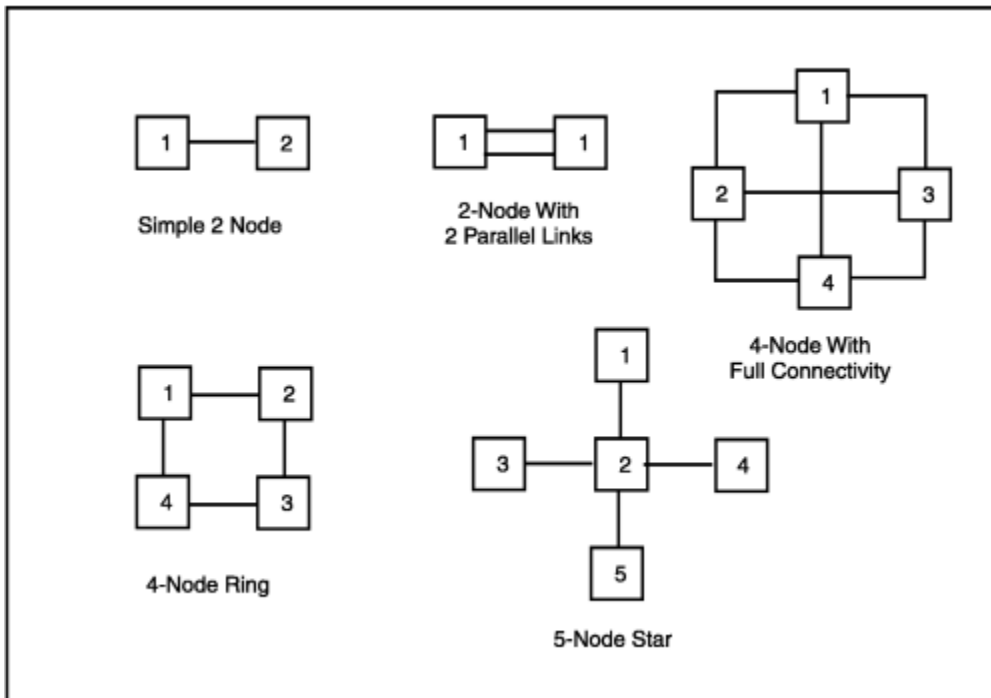 1 2
Simple 2 Node
1 1
2-Node With
2 Parallel Links
1
2 3
4
4-Node With
Full Connectivity
1 2
4 3
4-Node Ring
1
3 2 4
5
5-Node Star